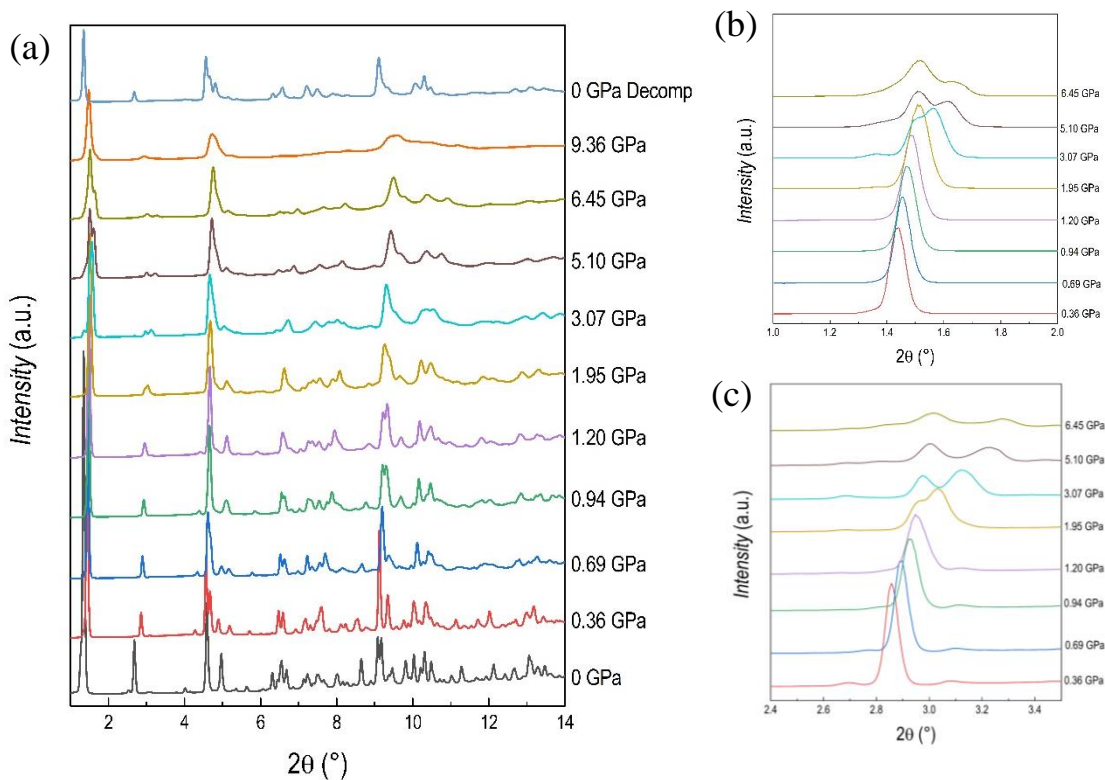 (a)
Intensity (a.u.)
0 GPa Decomp
9.36 GPa
6.45 GPa
5.10 GPa
3.07 GPa
1.95 GPa
1.20 GPa
0.94 GPa
0.69 GPa
0.36 GPa
0 GPa
2 4 6 8 10 12 14
2θ (°)
(b)
Intensity (a.u.)
6.45 GPa
5.10 GPa
3.07 GPa
1.95 GPa
1.20 GPa
0.94 GPa
0.69 GPa
0.36 GPa
1.0 1.2 1.4 1.6 1.8 2.0
2θ (°)
(c)
Intensity (a.u.)
6.45 GPa
5.10 GPa
3.07 GPa
1.95 GPa
1.20 GPa
0.94 GPa
0.69 GPa
0.36 GPa
2.4 2.6 2.8 3.0 3.2 3.4
2θ (°)